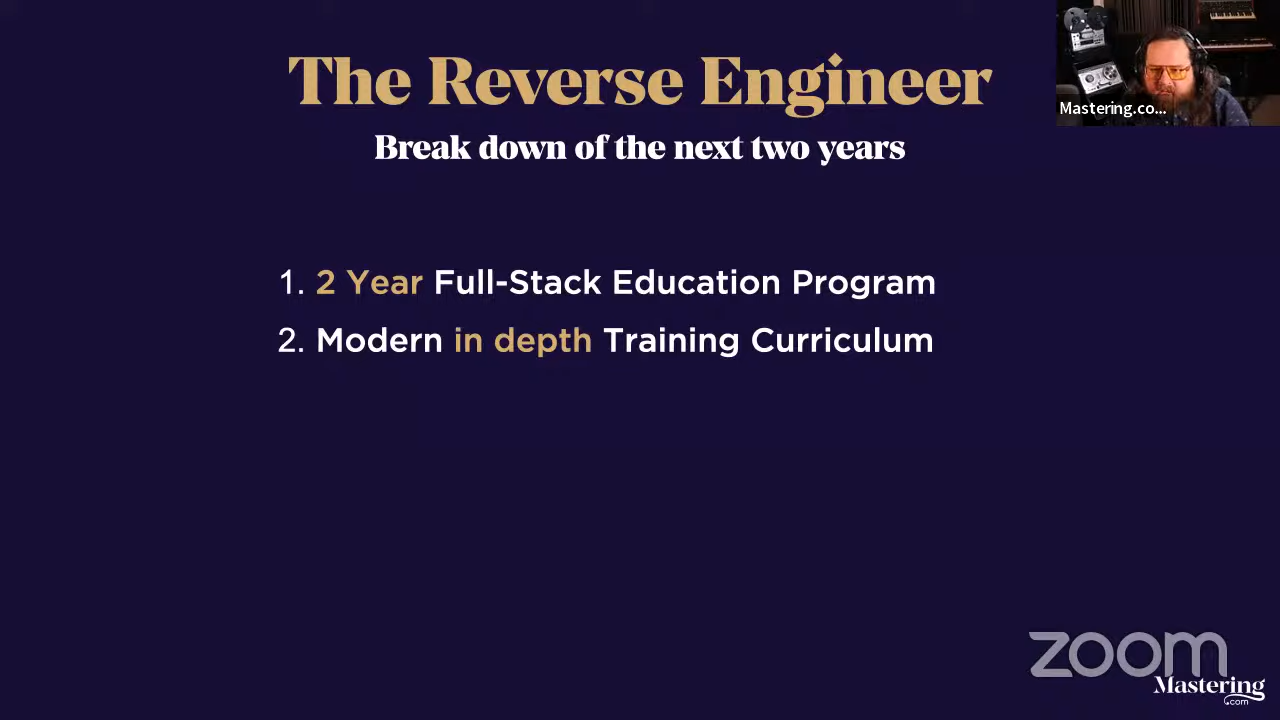 The Reverse Engineer
Break down of the next two years
Mastering.co...
1. 2 Year Full-Stack Education Program
2. Modern in depth Training Curriculum
zoom
Mastering
.com